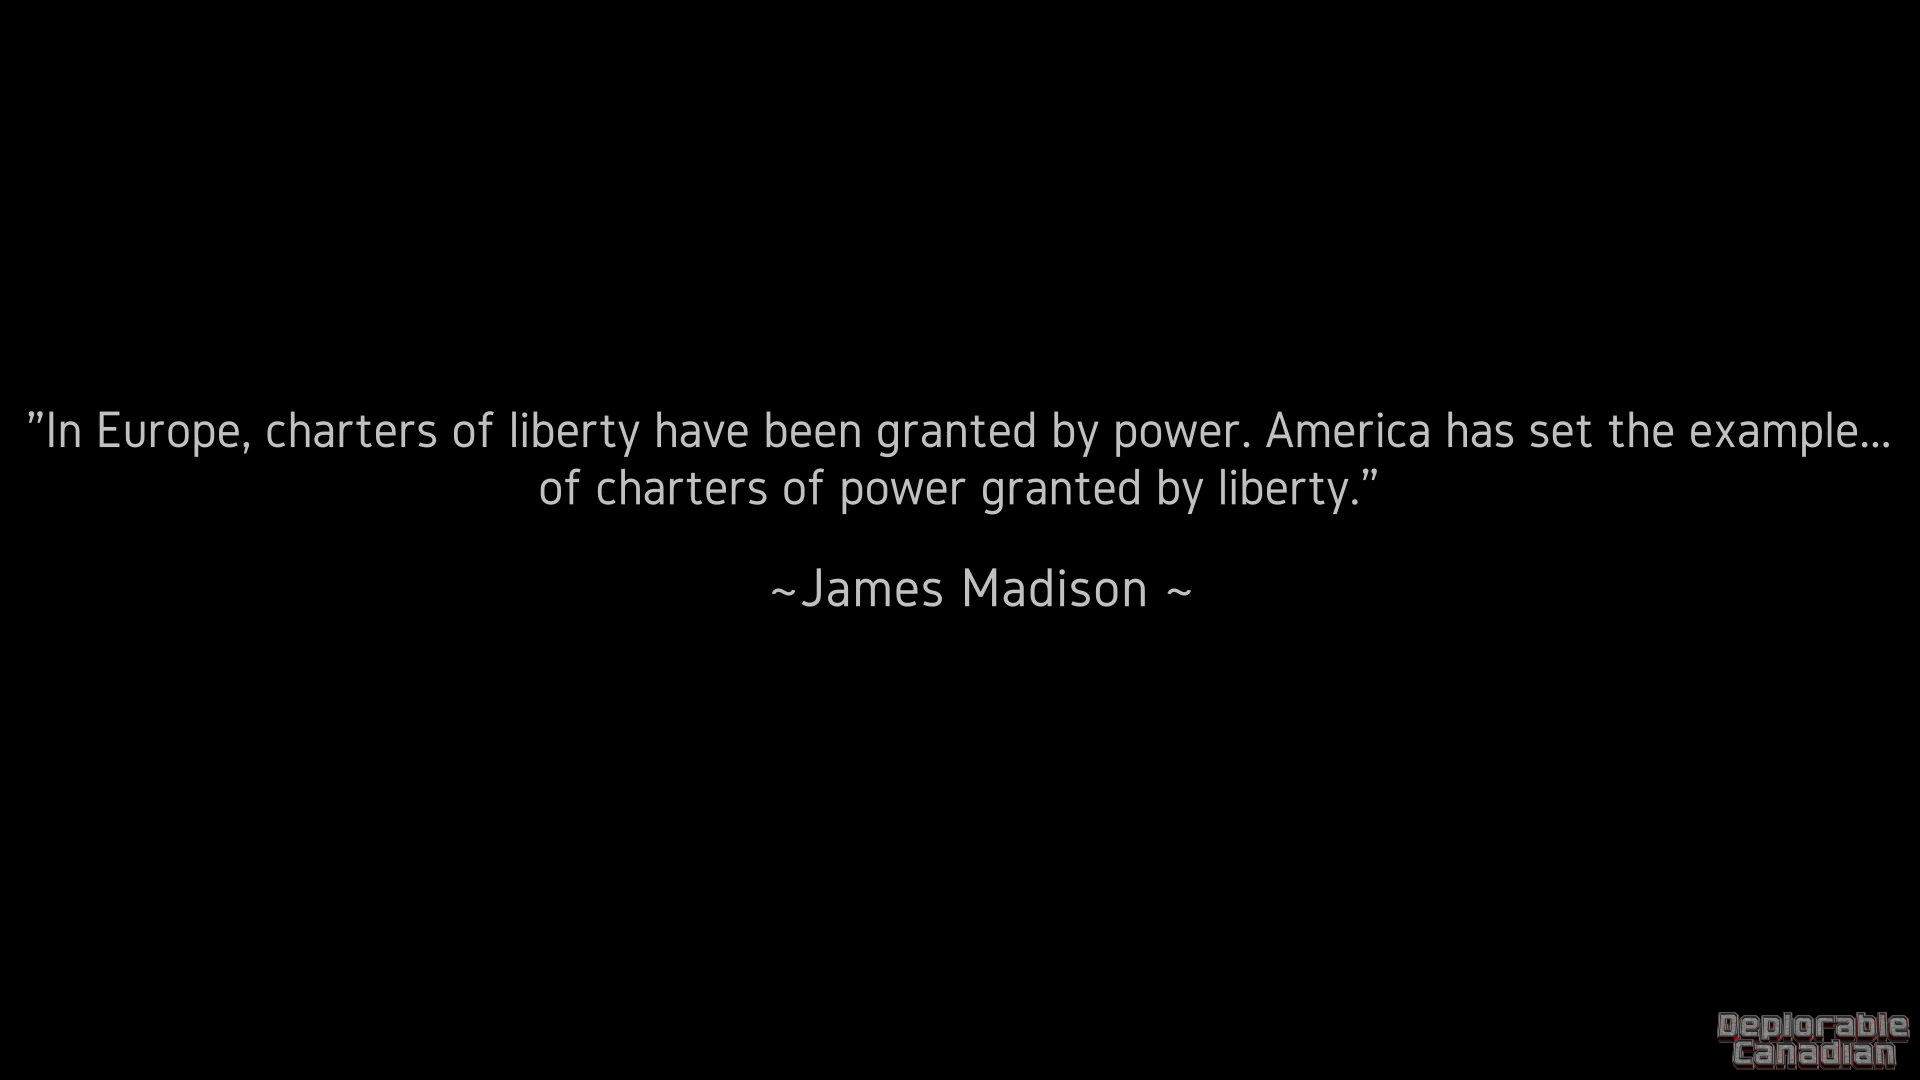 ”In Europe, charters of liberty have been granted by power. America has set the example...
of charters of power granted by liberty.”
~James Madison ~
Deplorable
Canadian